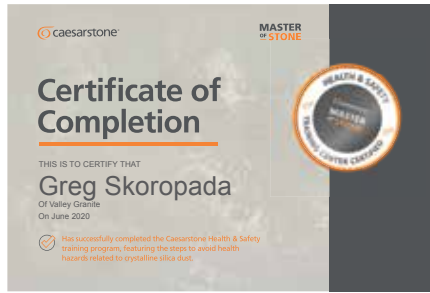 caesarstone
MASTER
OF STONE
Certificate of
Completion
HEALTH & SAFETY
MASTER
OF STONE
TRAINING CENTER CERTIFIED
THIS IS TO CERTIFY THAT
Greg Skoropada
Of Valley Granite
On June 2020
Has successfully completed the Caesarstone Health & Safety
training program, featuring the steps to avoid health
hazards related to crystalline silica dust.